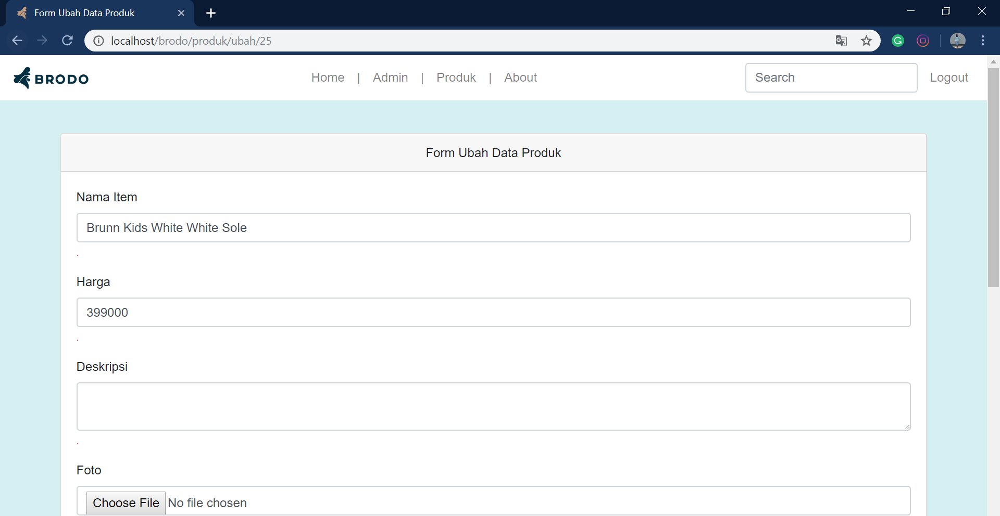 Form Ubah Data Produk
localhost/brodo/produk/ubah/25
BRODO
Home | Admin | Produk | About
Search
Logout
Form Ubah Data Produk
Nama Item
Brunn Kids White White Sole
.
Harga
399000
.
Deskripsi
.
Foto
Choose File No file chosen